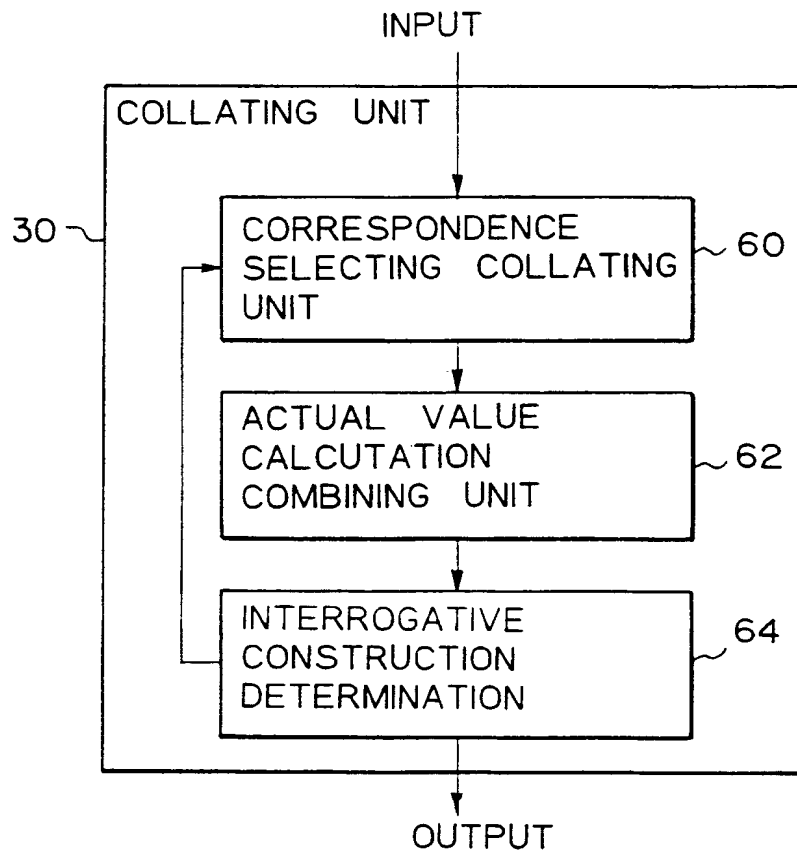 INPUT
COLLATING UNIT
30
CORRESPONDENCE
SELECTING COLLATING
UNIT
60
ACTUAL VALUE
CALCUTATION
COMBINING UNIT
62
INTERROGATIVE
CONSTRUCTION
DETERMINATION
64
OUTPUT